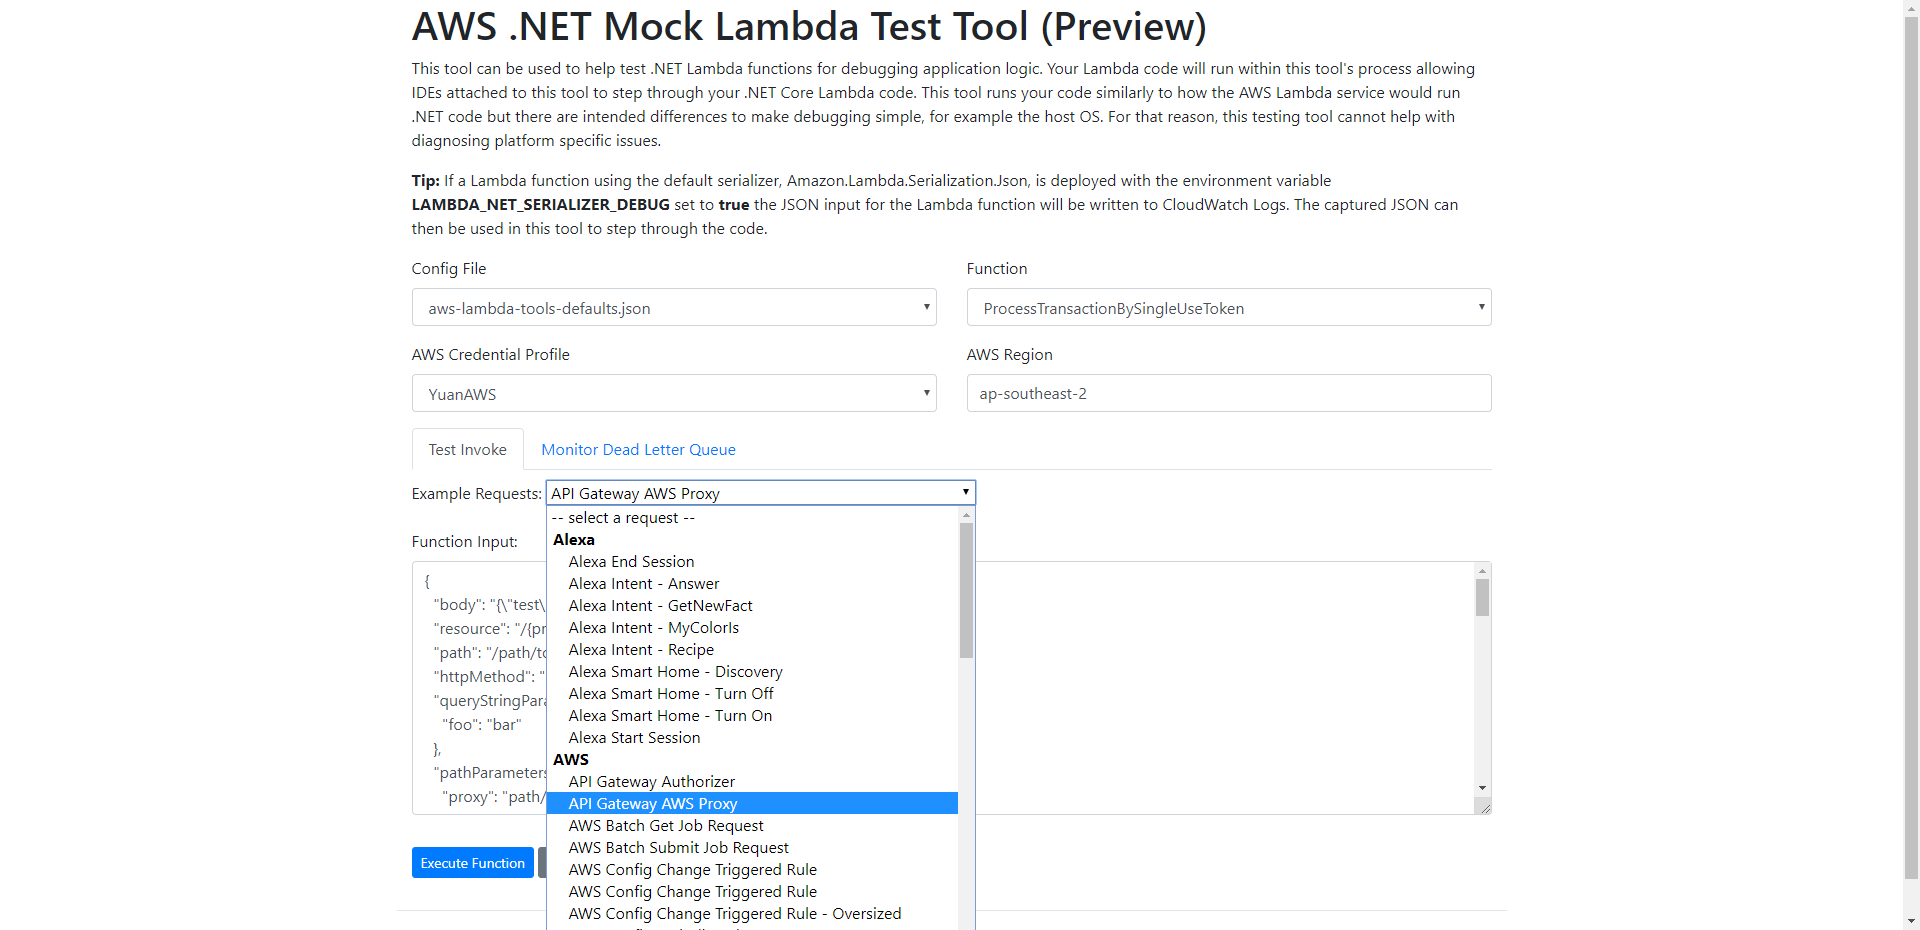 AWS .NET Mock Lambda Test Tool (Preview)
This tool can be used to help test .NET Lambda functions for debugging application logic. Your Lambda code will run within this tool's process allowing
IDEs attached to this tool to step through your .NET Core Lambda code. This tool runs your code similarly to how the AWS Lambda service would run
.NET code but there are intended differences to make debugging simple, for example the host OS. For that reason, this testing tool cannot help with
diagnosing platform specific issues.
Tip: If a Lambda function using the default serializer, Amazon.Lambda.Serialization.Json, is deployed with the environment variable
LAMBDA_NET_SERIALIZER_DEBUG set to true the JSON input for the Lambda function will be written to CloudWatch Logs. The captured JSON can
then be used in this tool to step through the code.
Config File
Function
aws-lambda-tools-defaults.json
ProcessTransactionBySingleUseToken
AWS Credential Profile
AWS Region
YuanAWS
ap-southeast-2
Test Invoke
Monitor Dead Letter Queue
Example Requests: API Gateway AWS Proxy
-- select a request --
Alexa
Alexa End Session
Alexa Intent - Answer
Alexa Intent - GetNewFact
Alexa Intent - MyColorIs
Alexa Intent - Recipe
Alexa Smart Home - Discovery
Alexa Smart Home - Turn Off
Alexa Smart Home - Turn On
Alexa Start Session
AWS
API Gateway Authorizer
API Gateway AWS Proxy
AWS Batch Get Job Request
AWS Batch Submit Job Request
AWS Config Change Triggered Rule
AWS Config Change Triggered Rule
AWS Config Change Triggered Rule - Oversized
Function Input:
{
"body": "{\"test\
"resource": "/{pr
"path": "/path/to
"httpMethod": "
"queryStringPara
"foo": "bar"
},
"pathParameters
"proxy": "path/
Execute Function